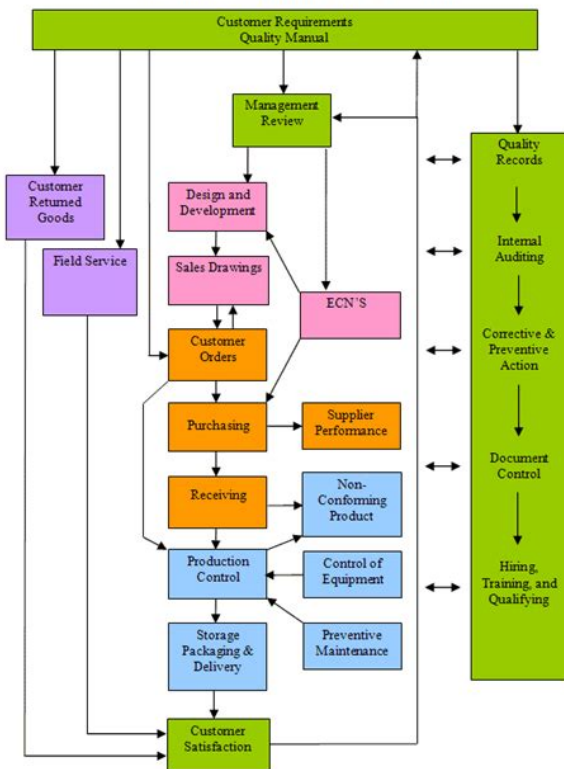 Customer Requirements
Quality Manual
Management
Review
Quality
Records
Customer
Returned
Goods
Design and
Development
Internal
Auditing
Field Service
Sales Drawings
ECN´S
Customer
Orders
Corrective &
Preventive
Action
Purchasing
Supplier
Performance
Document
Control
Receiving
Non-
Conforming
Product
Production
Control
Control of
Equipment
Hiring,
Training, and
Qualifying
Storage
Packaging &
Delivery
Preventive
Maintenance
Customer
Satisfaction